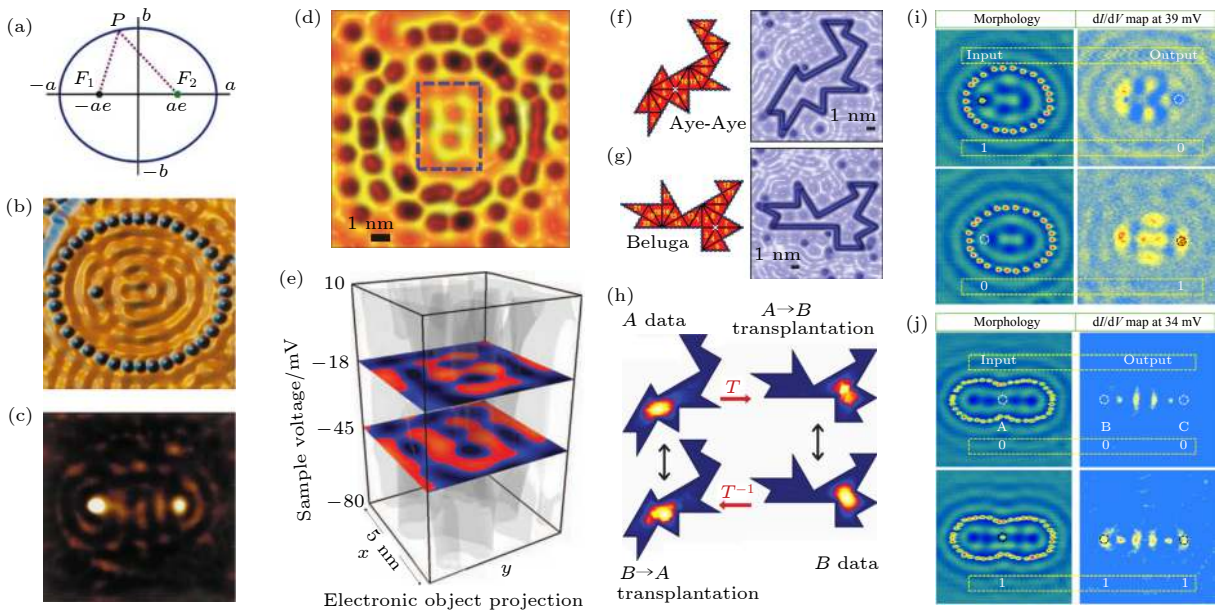 (a)
P
b
F1
F2
−a
−ae
ae
a
−b
(b)
(c)
(d)
1 nm
(e)
10
−18
−45
−80
Sample voltage/mV
5 nm
x
y
Electronic object projection
(f)
Aye-Aye
1 nm
(g)
Beluga
1 nm
(h)
A data
A→B
transplantation
T
T−1
B→A
transplantation
B data
(i)
Morphology
dI/dV map at 39 mV
Input
Output
1
0
0
1
(j)
Morphology
dI/dV map at 34 mV
Input
Output
A
B
C
0
0
0
1
1
1